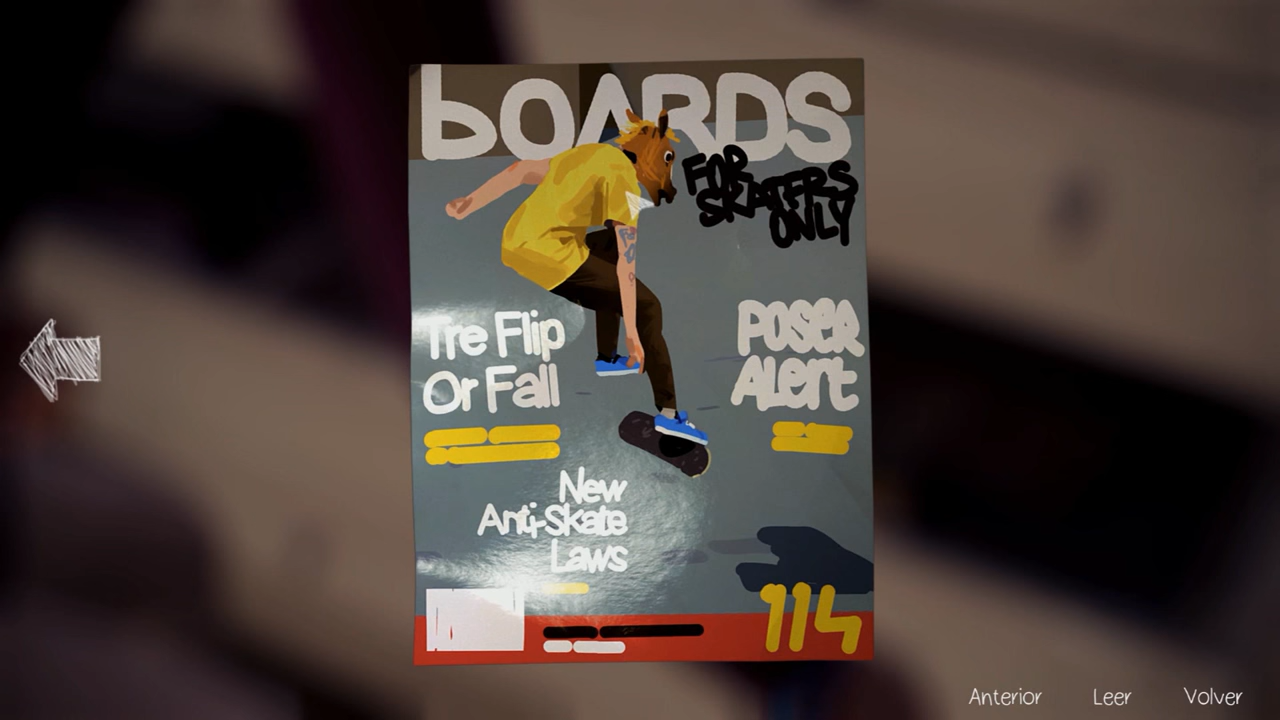 bOARDS
FOR
SKATERS
ONLY
Tre Flip
Or Fall
POSER
ALert
New
Anti-Skate
Laws
114
Anterior
Leer
Volver